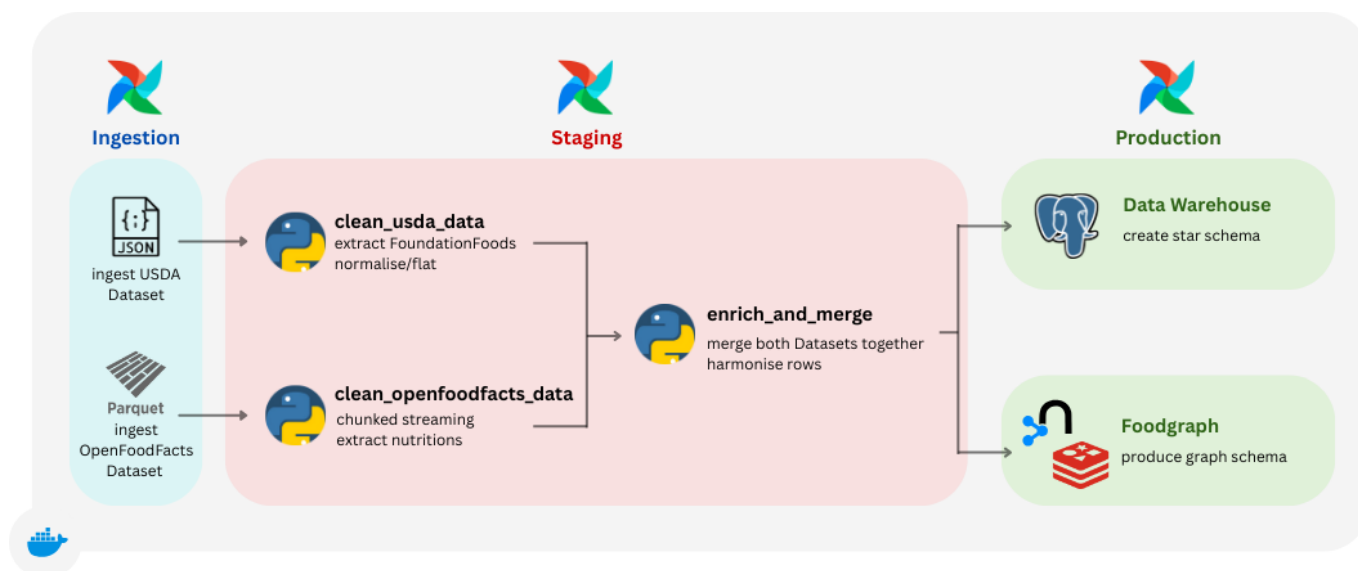 Ingestion
Staging
Production
{;}
JSON
ingest USDA
Dataset
Parquet
ingest
OpenFoodFacts
Dataset
clean_usda_data
extract FoundationFoods
normalise/flat
clean_openfoodfacts_data
chunked streaming
extract nutritions
enrich_and_merge
merge both Datasets together
harmonise rows
Data Warehouse
create star schema
Foodgraph
produce graph schema